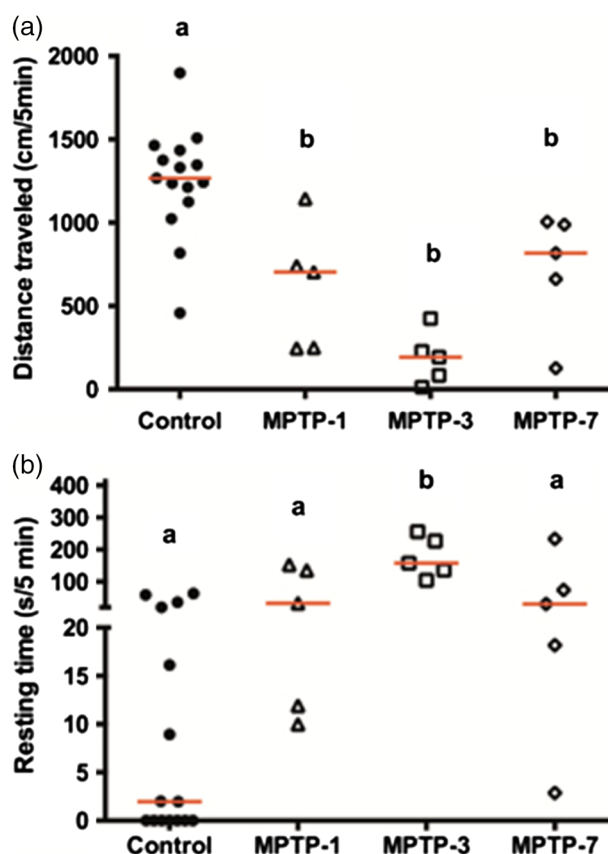 (a)
a
2000
b
b
1500
b
1000
500
0
Distance traveled (cm/5min)
Control
MPTP-1
MPTP-3
MPTP-7
(b)
400
b
a
a
a
300
200
100
20
15
10
5
0
Resting time (s/5 min)
Control
MPTP-1
MPTP-3
MPTP-7